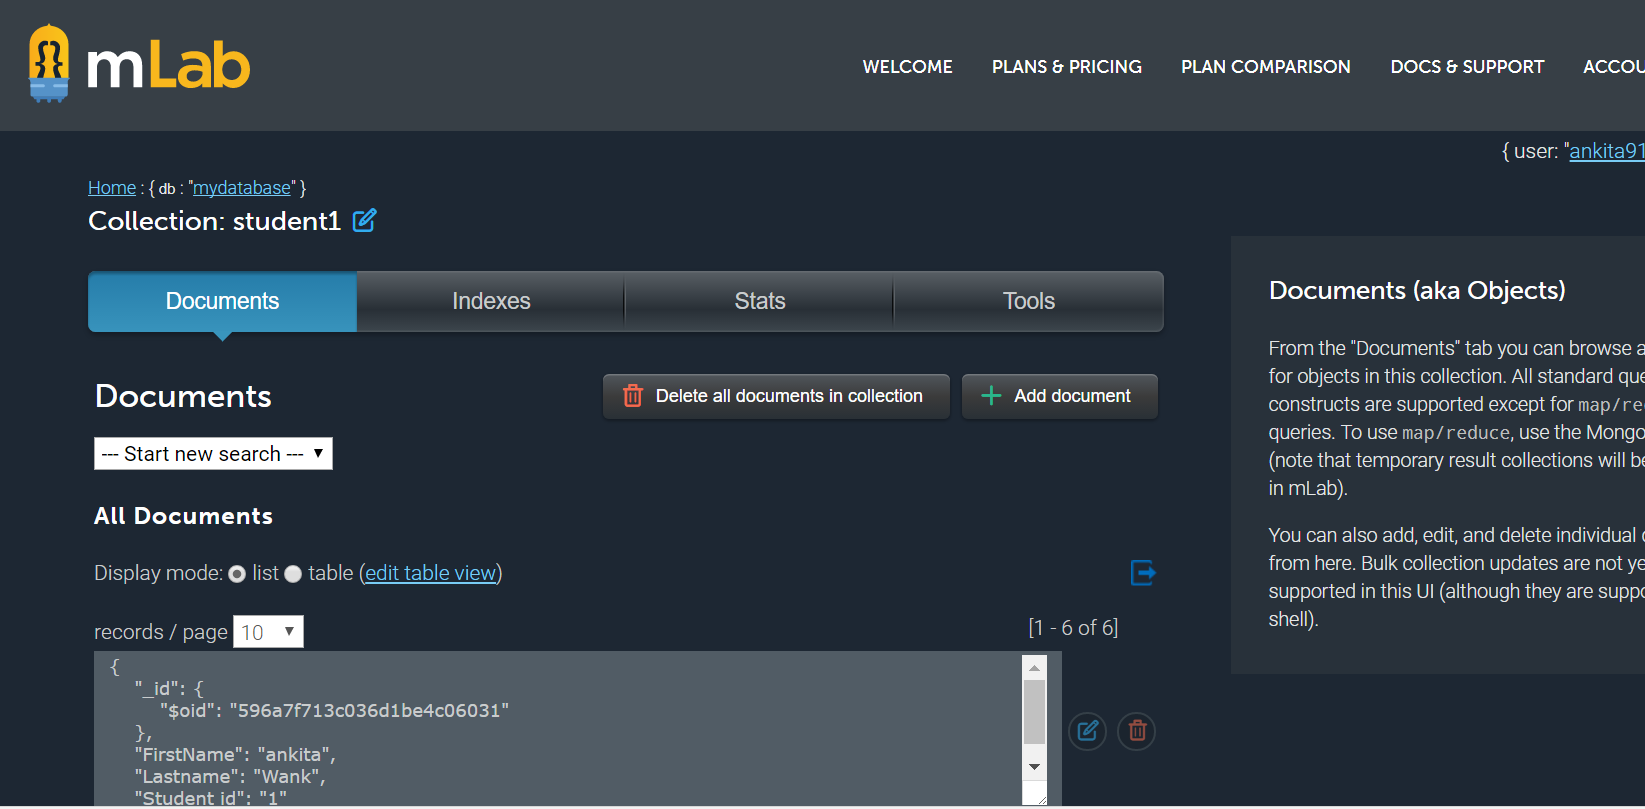 mLab
WELCOME
PLANS & PRICING
PLAN COMPARISON
DOCS & SUPPORT
ACCOU
{ user: "ankita91
Home : { db : "mydatabase" }
Collection: student1
Documents
Indexes
Stats
Tools
Documents
Delete all documents in collection
Add document
--- Start new search ---
All Documents
Display mode: list table (edit table view)
records / page 10
[1 - 6 of 6]
{
"_id": {
"$oid": "596a7f713c036d1be4c06031"
},
"FirstName": "ankita",
"Lastname": "Wank",
"Student id": "1"
Documents (aka Objects)
From the "Documents" tab you can browse a
for objects in this collection. All standard que
constructs are supported except for map/re
queries. To use map/reduce, use the Mongo
(note that temporary result collections will be
in mLab).
You can also add, edit, and delete individual
from here. Bulk collection updates are not ye
supported in this UI (although they are suppo
shell).